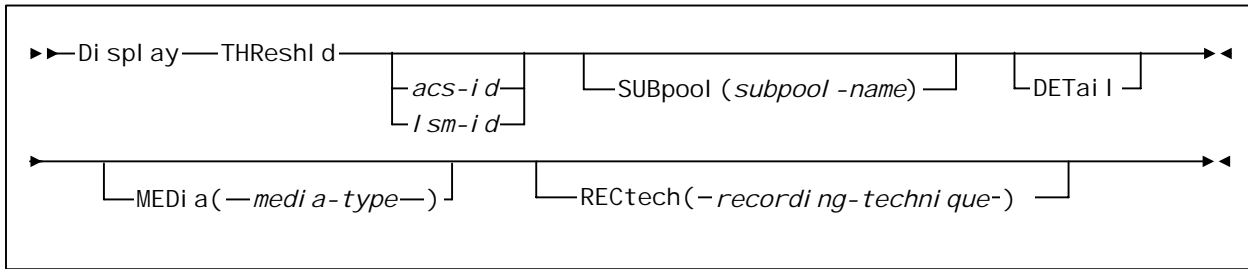 Display THReshld SUBpool(subpool-name) DETail
acs-id
lsm-id
MEDia(media-type) RECtech(recording-technique)